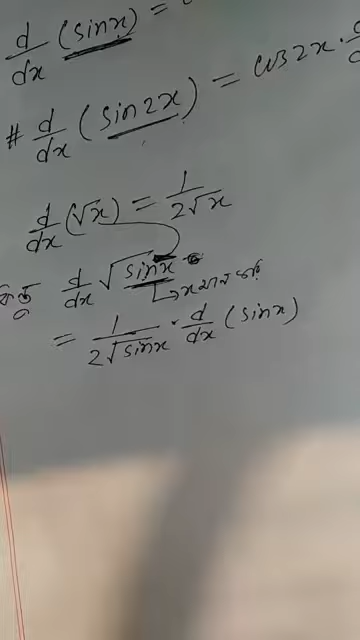 d/dx (sinx) =
# d/dx (sin2x) = cos2x · d
d/dx (√x) = 1/2√x
কিন্তু d/dx √sinx
→ x
= 1/2√sinx · d/dx (sinx)